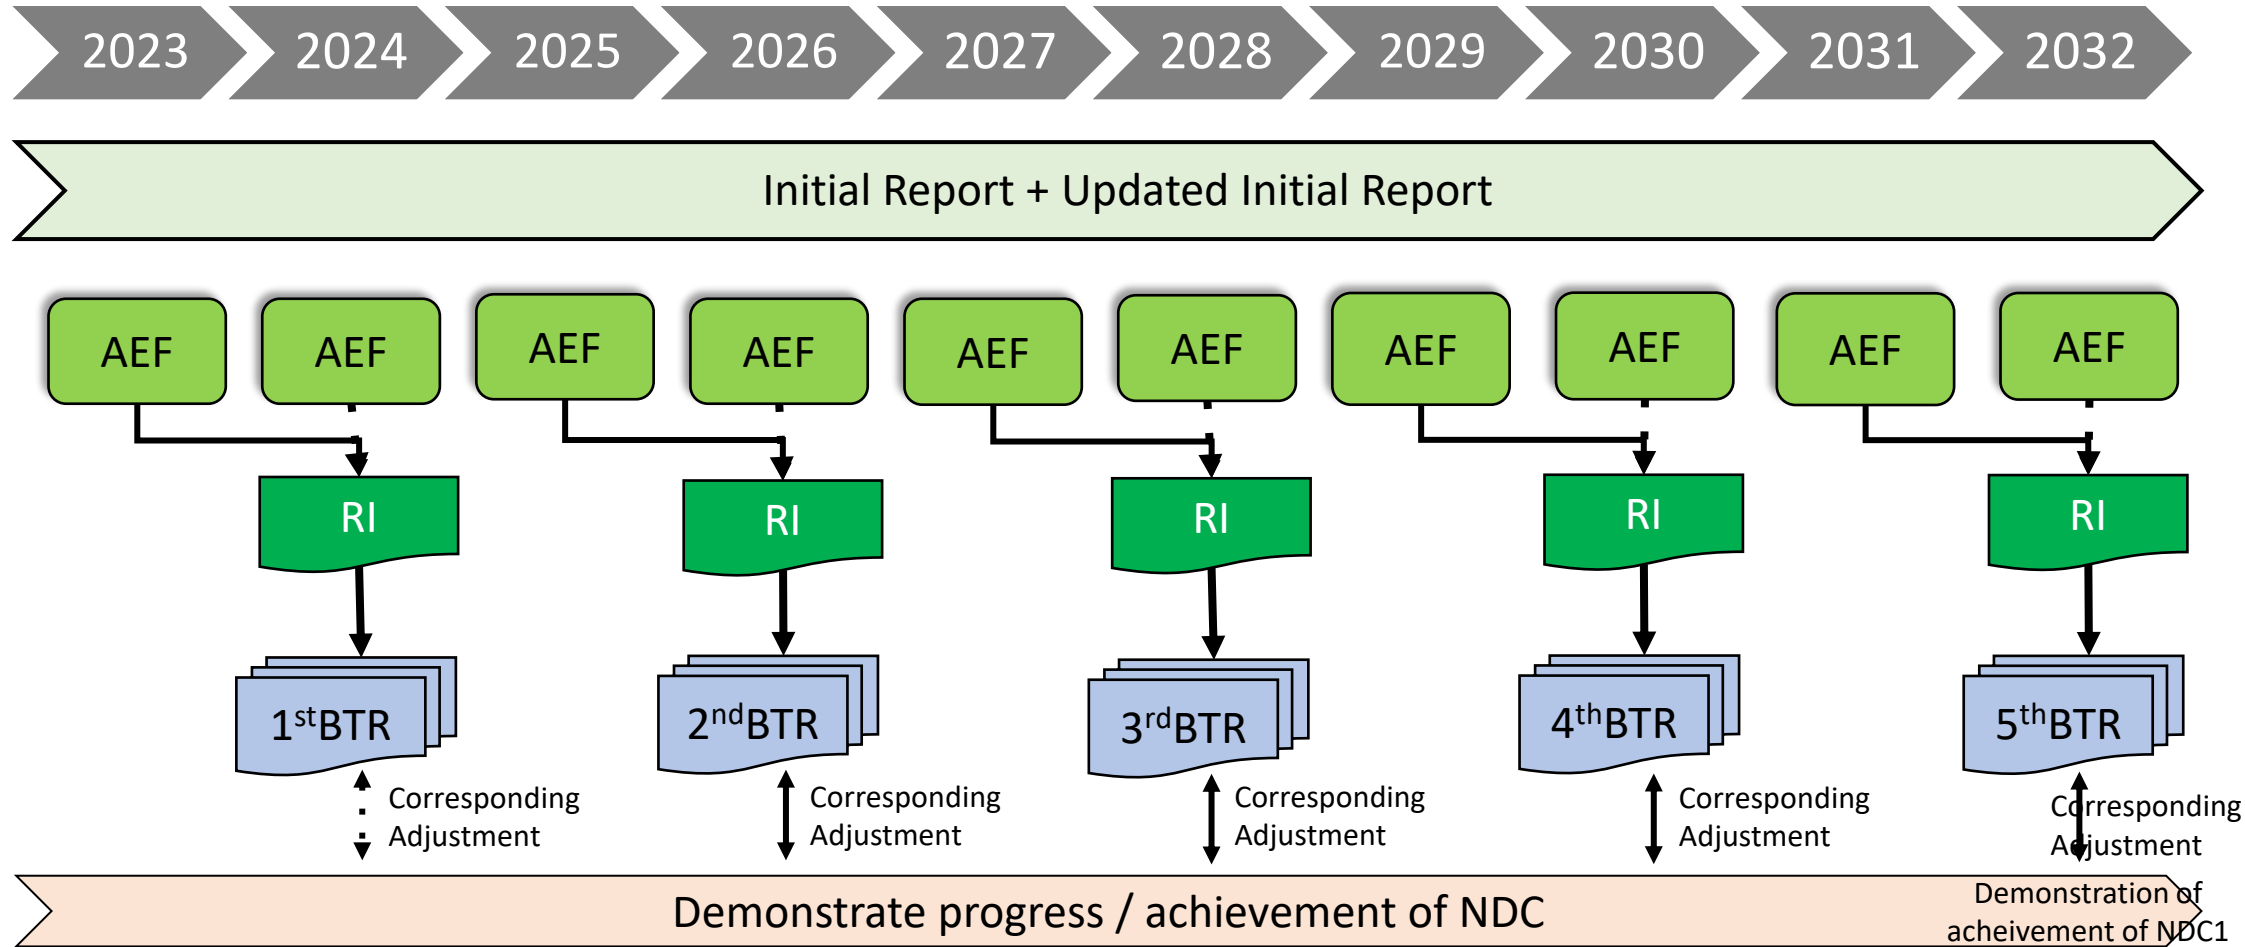 2023 2024 2025 2026 2027 2028 2029 2030 2031 2032
Initial Report + Updated Initial Report
AEF AEF AEF AEF AEF AEF AEF AEF AEF AEF
RI RI RI RI RI
1stBTR 2ndBTR 3rdBTR 4thBTR 5thBTR
Corresponding
Adjustment
Corresponding
Adjustment
Corresponding
Adjustment
Corresponding
Adjustment
Corresponding
Adjustment
Demonstrate progress / achievement of NDC
Demonstration of
acheivement of NDC1